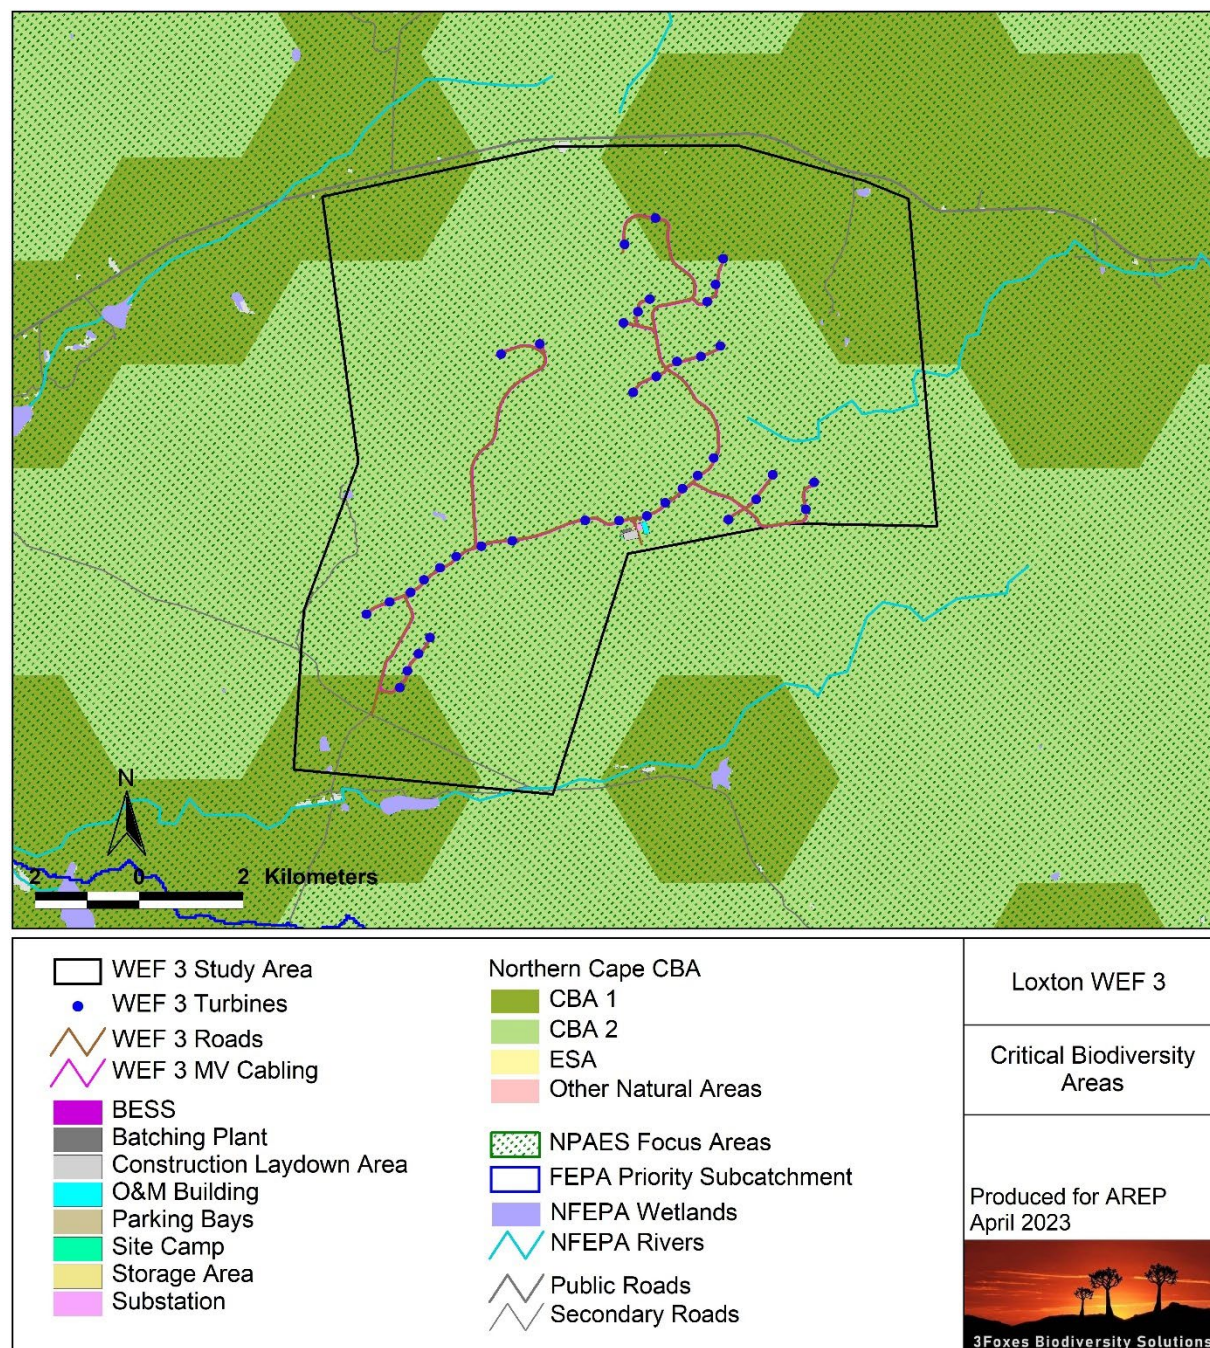 N
2 0 2 Kilometers
WEF 3 Study Area
WEF 3 Turbines
WEF 3 Roads
WEF 3 MV Cabling
BESS
Batching Plant
Construction Laydown Area
O&M Building
Parking Bays
Site Camp
Storage Area
Substation
Northern Cape CBA
CBA 1
CBA 2
ESA
Other Natural Areas
NPAES Focus Areas
FEPA Priority Subcatchment
NFEPA Wetlands
NFEPA Rivers
Public Roads
Secondary Roads
Loxton WEF 3
Critical Biodiversity
Areas
Produced for AREP
April 2023
3Foxes Biodiversity Solutions